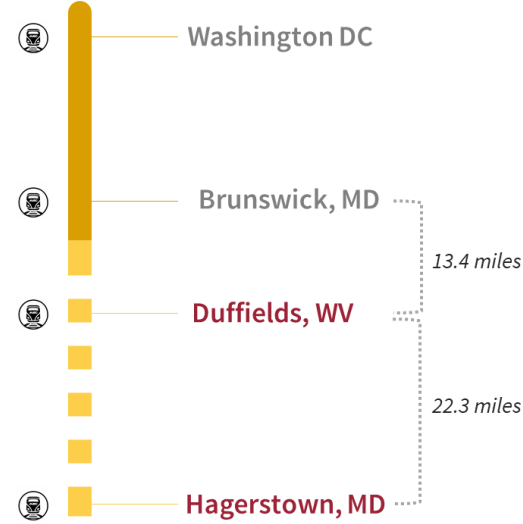 Washington DC
Brunswick, MD
13.4 miles
Duffields, WV
22.3 miles
Hagerstown, MD